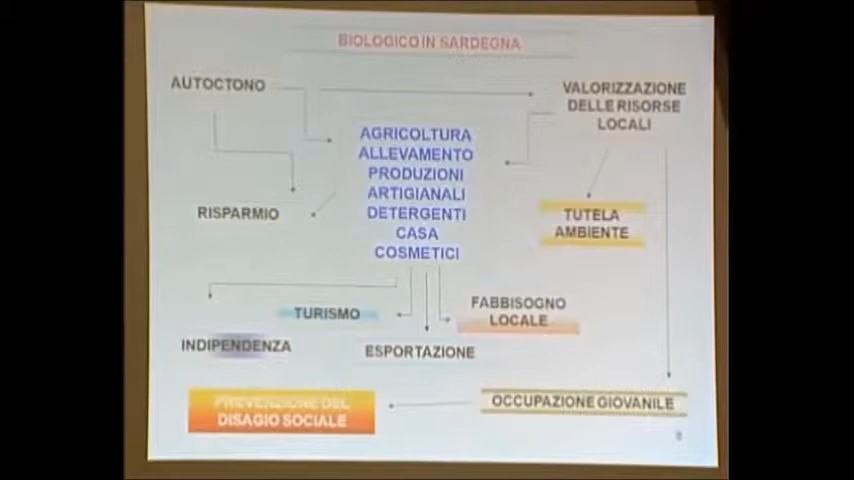 BIOLOGICO IN SARDEGNA
AUTOCTONO
VALORIZZAZIONE
DELLE RISORSE
LOCALI
AGRICOLTURA
ALLEVAMENTO
PRODUZIONI
ARTIGIANALI
DETERGENTI
CASA
COSMETICI
RISPARMIO
TUTELA
AMBIENTE
TURISMO
FABBISOGNO
LOCALE
INDIPENDENZA
ESPORTAZIONE
PREVENZIONE DEL
DISAGIO SOCIALE
OCCUPAZIONE GIOVANILE